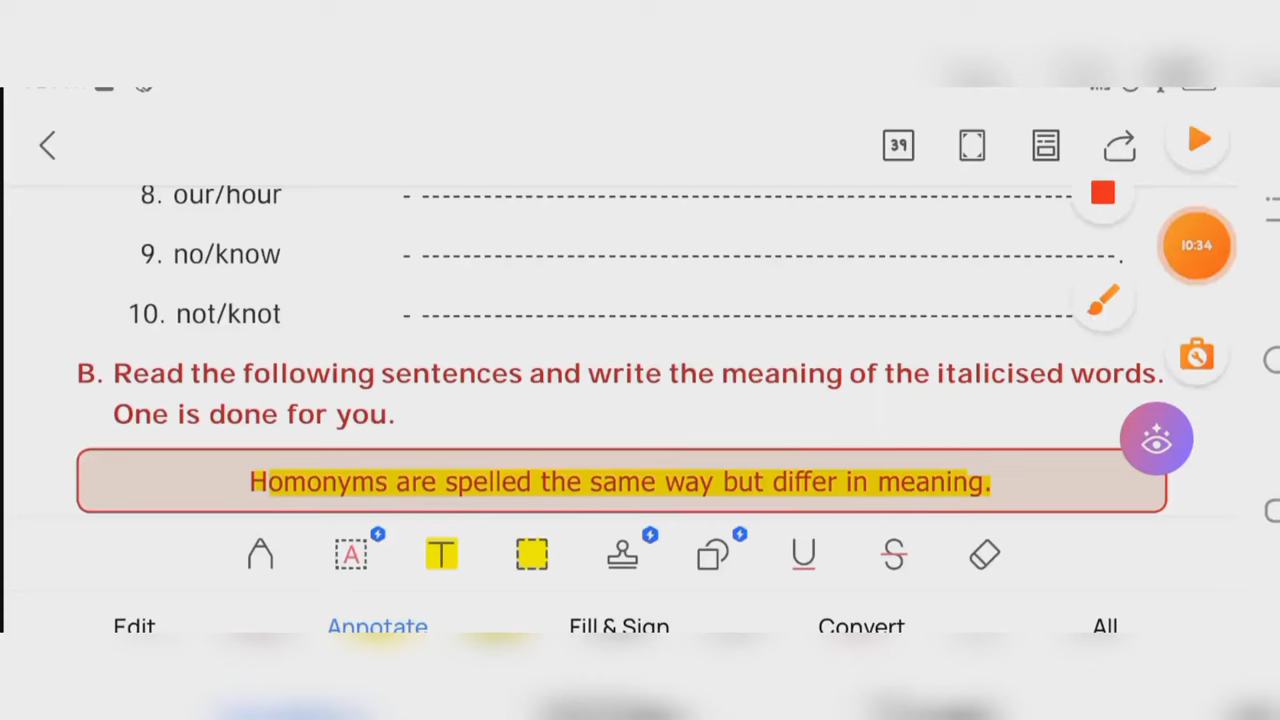 39
8. our/hour - ------------------------------------------------
9. no/know - ------------------------------------------------.
10:34
10. not/knot - ------------------------------------------------
B. Read the following sentences and write the meaning of the italicised words.
One is done for you.
Homonyms are spelled the same way but differ in meaning.
A T U S
Edit Annotate Fill & Sign Convert All